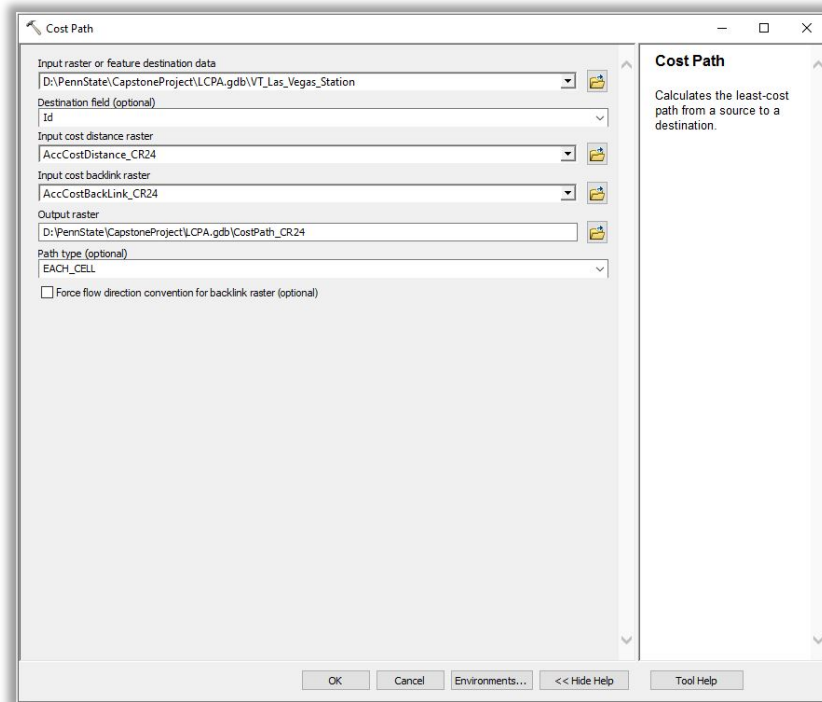 Cost Path
Input raster or feature destination data
D:\PennState\CapstoneProject\LCPA.gdb\VT_Las_Vegas_Station
Destination field (optional)
Id
Input cost distance raster
AccCostDistance_CR24
Input cost backlink raster
AccCostBackLink_CR24
Output raster
D:\PennState\CapstoneProject\LCPA.gdb\CostPath_CR24
Path type (optional)
EACH_CELL
Force flow direction convention for backlink raster (optional)
Cost Path
Calculates the least-cost
path from a source to a
destination.
OK
Cancel
Environments...
<< Hide Help
Tool Help